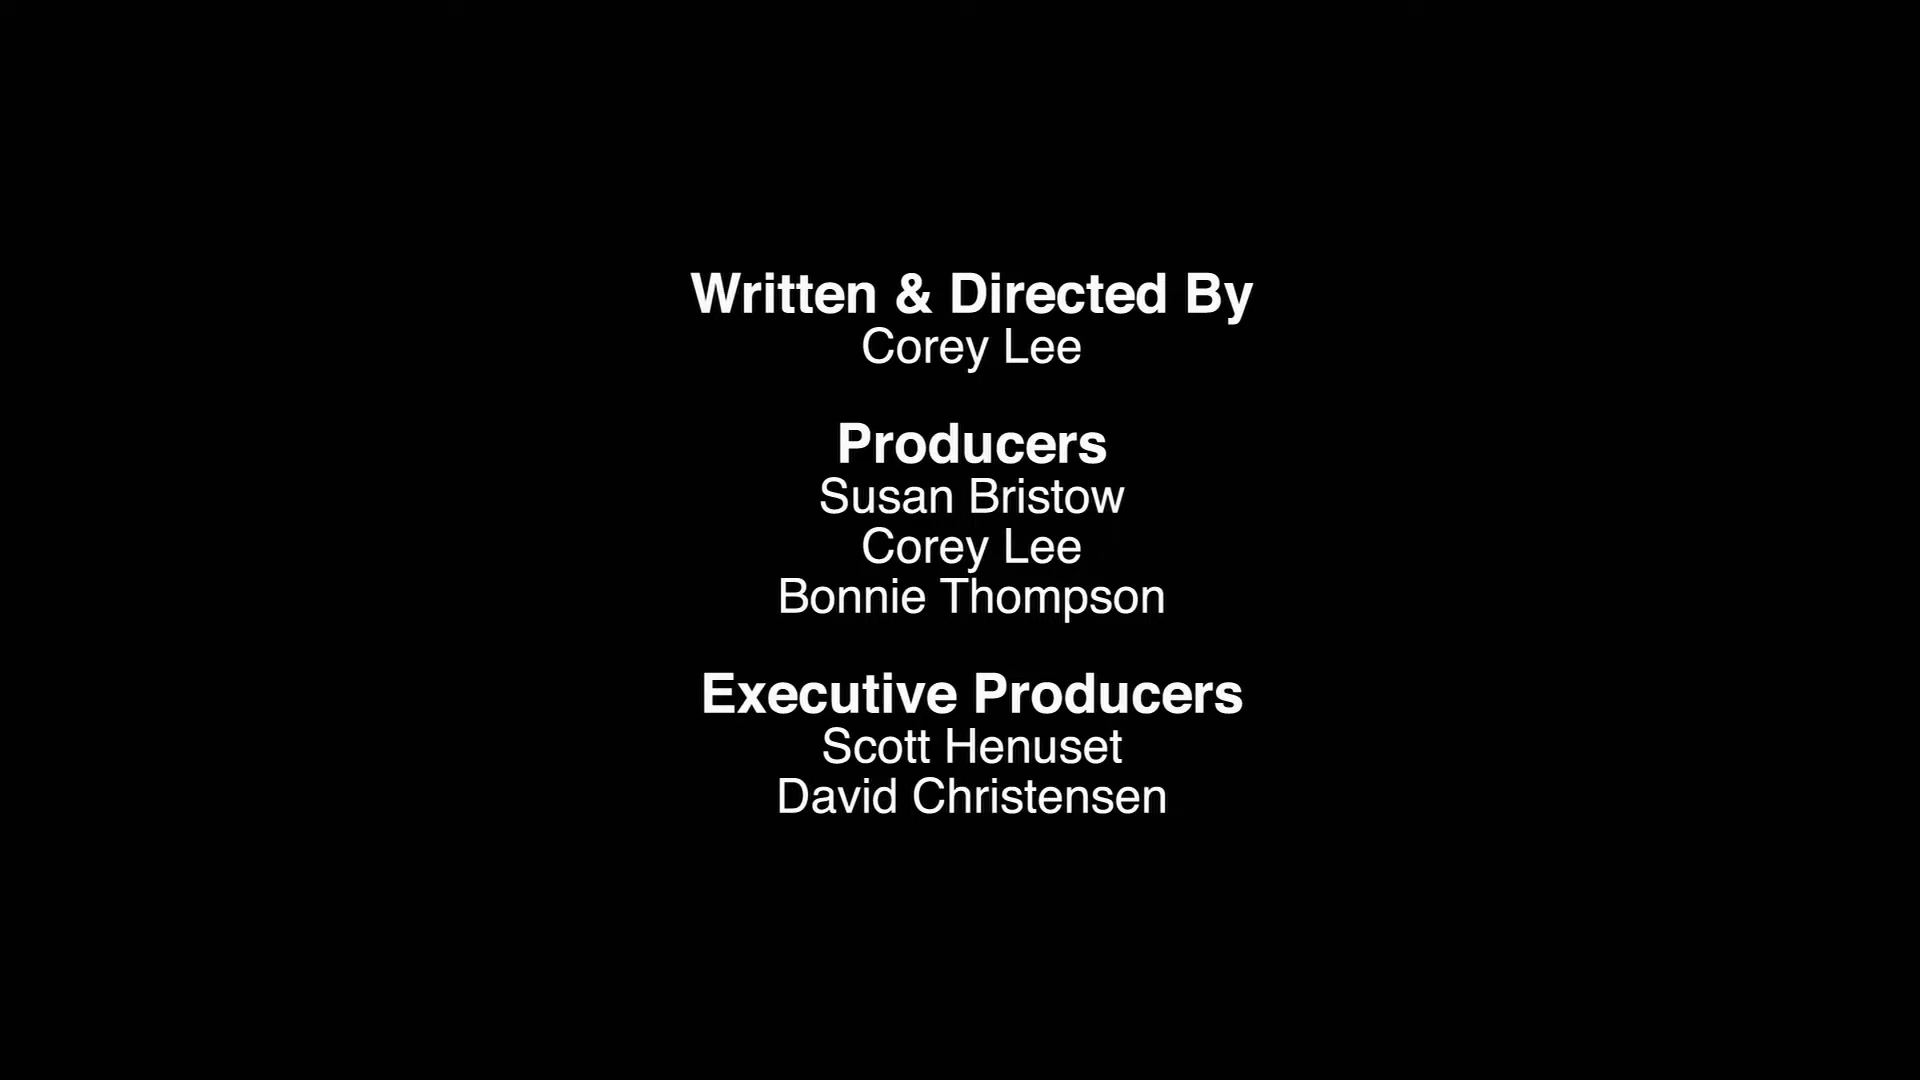 Written & Directed By
Corey Lee
Producers
Susan Bristow
Corey Lee
Bonnie Thompson
Executive Producers
Scott Henuset
David Christensen